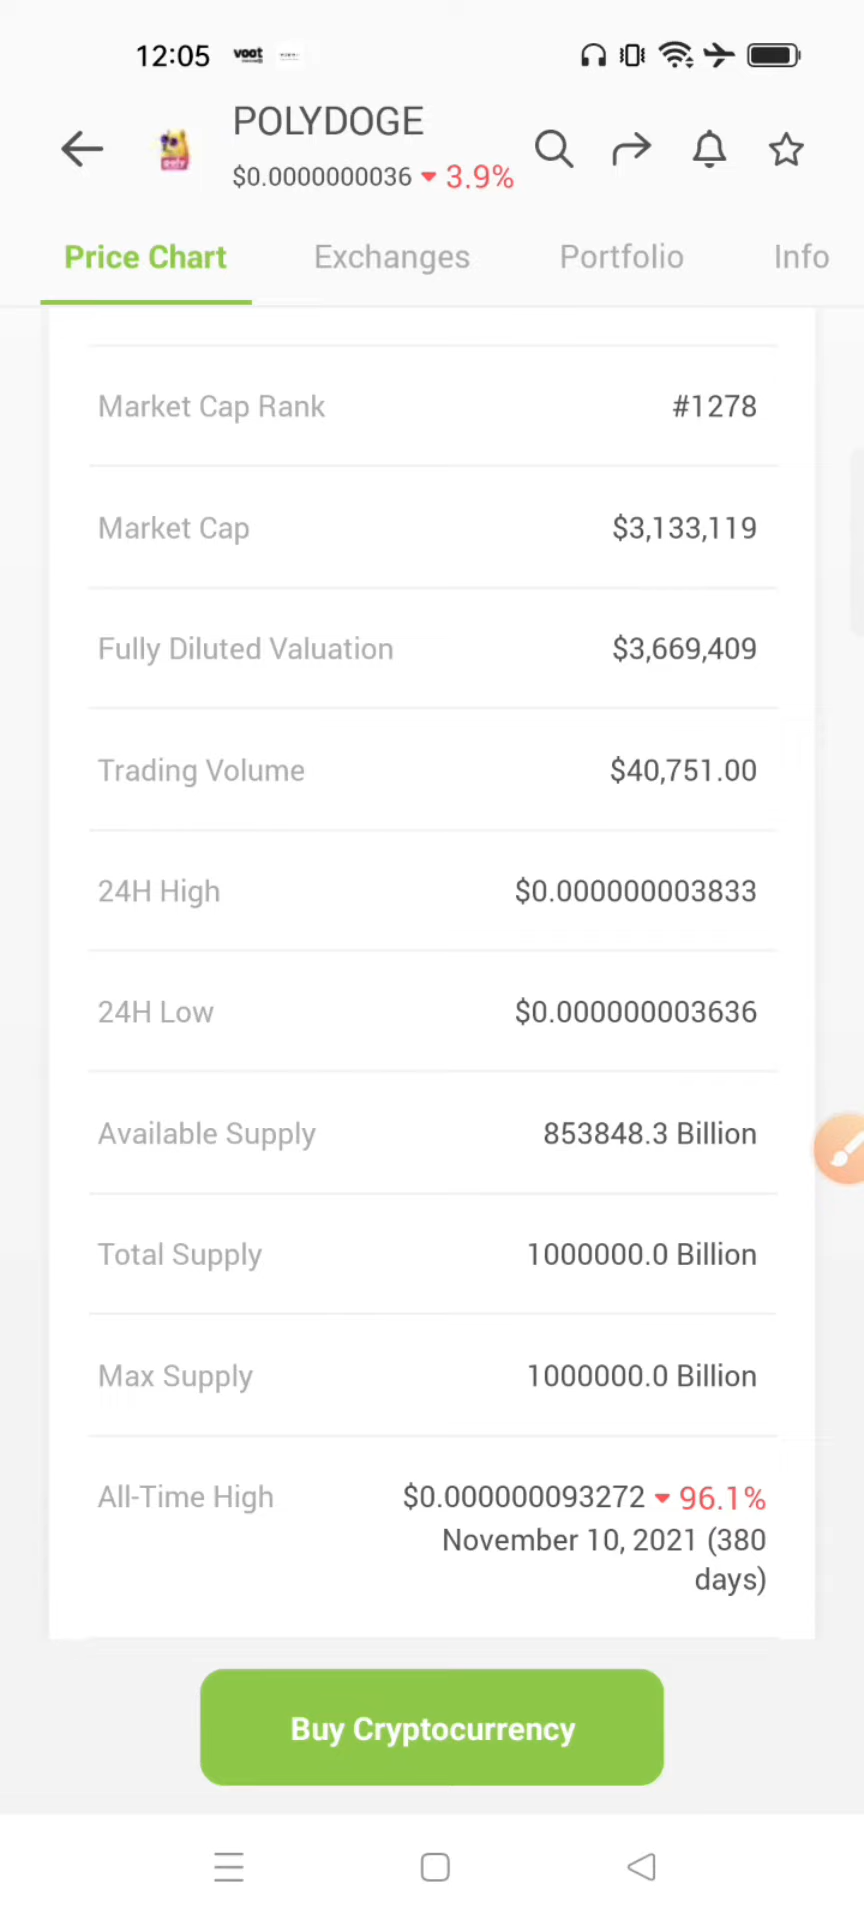 12:05 voot
POLYDOGE
$0.0000000036 3.9%
Price Chart Exchanges Portfolio Info
Market Cap Rank #1278
Market Cap $3,133,119
Fully Diluted Valuation $3,669,409
Trading Volume $40,751.00
24H High $0.000000003833
24H Low $0.000000003636
Available Supply 853848.3 Billion
Total Supply 1000000.0 Billion
Max Supply 1000000.0 Billion
All-Time High $0.000000093272 96.1%
November 10, 2021 (380
days)
Buy Cryptocurrency